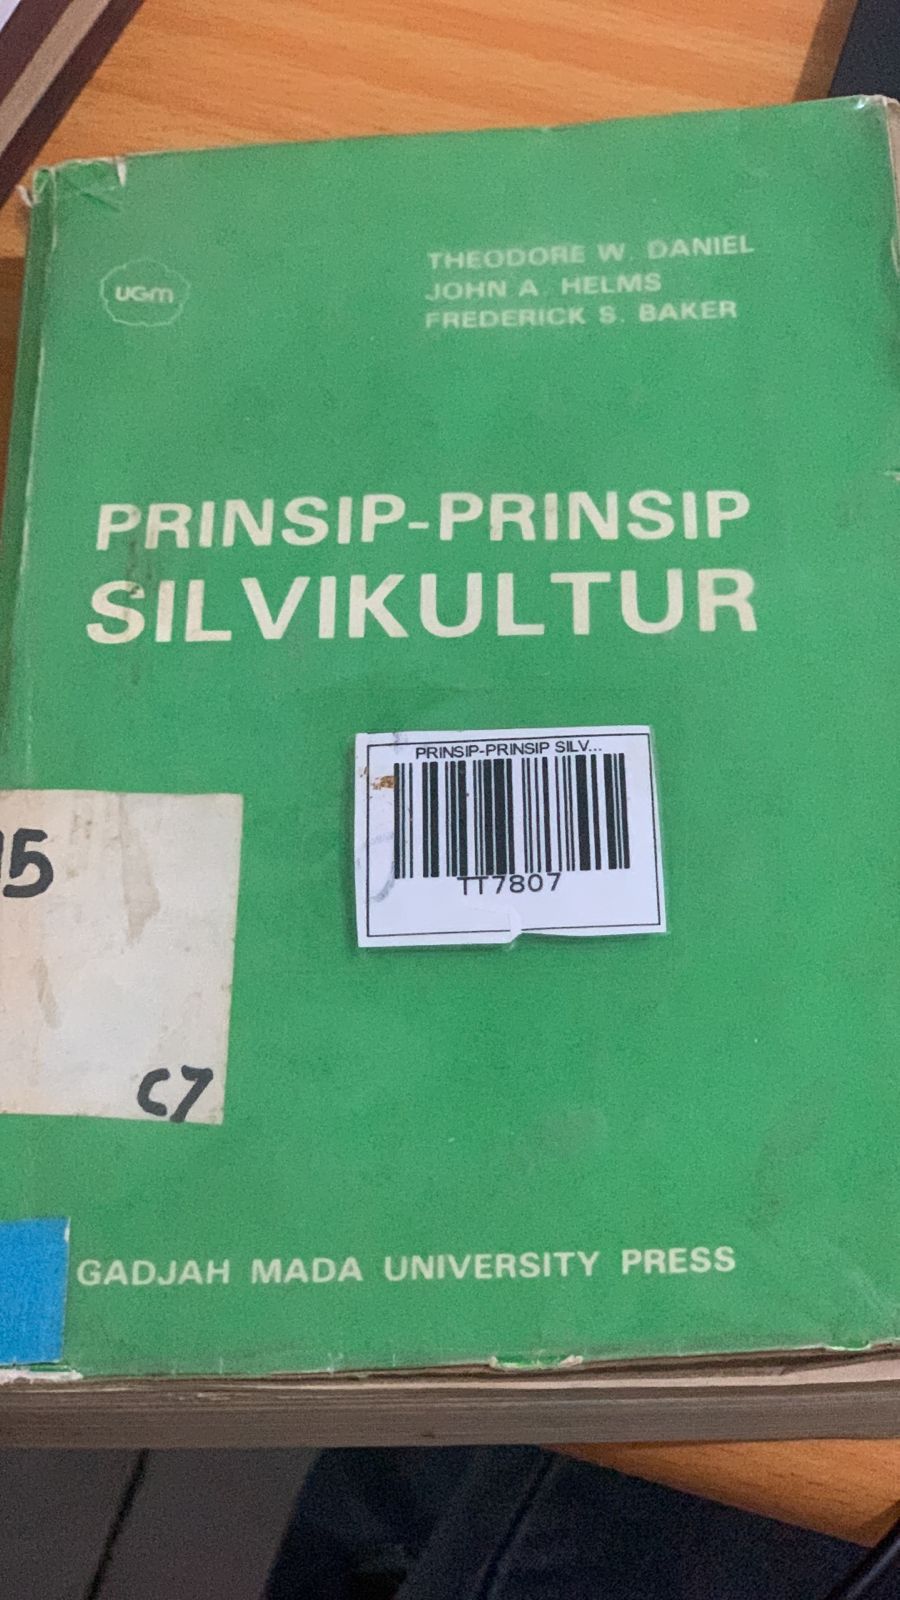 UGM
THEODORE W. DANIEL
JOHN A. HELMS
FREDERICK S. BAKER
PRINSIP-PRINSIP
SILVIKULTUR
PRINSIP-PRINSIP SILV...
TT7807
15
C7
GADJAH MADA UNIVERSITY PRESS